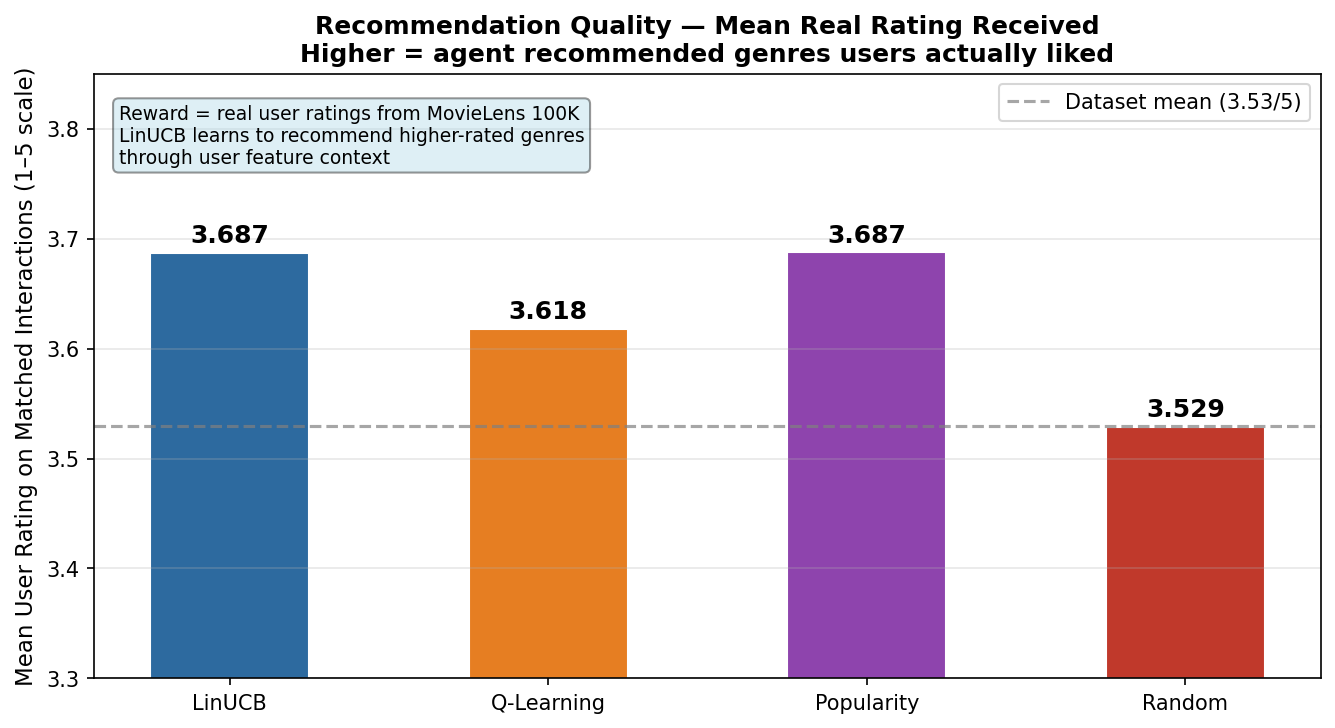 Recommendation Quality — Mean Real Rating Received
Higher = agent recommended genres users actually liked
Mean User Rating on Matched Interactions (1–5 scale)
Reward = real user ratings from MovieLens 100K
LinUCB learns to recommend higher-rated genres
through user feature context
Dataset mean (3.53/5)
3.8
3.7
3.6
3.5
3.4
3.3
3.687
3.618
3.687
3.529
LinUCB
Q-Learning
Popularity
Random